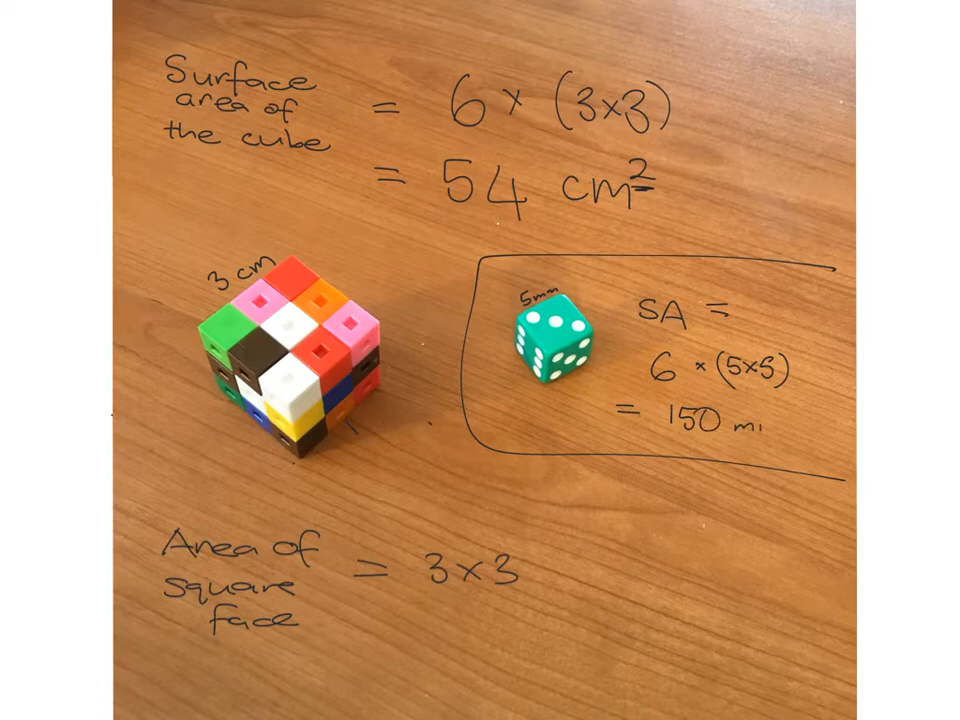 Surface
area of
the cube
= 6 × (3×3)
= 54 cm²
3 cm
5mm
SA =
6 × (5×5)
= 150 m
Area of
square
face
= 3×3